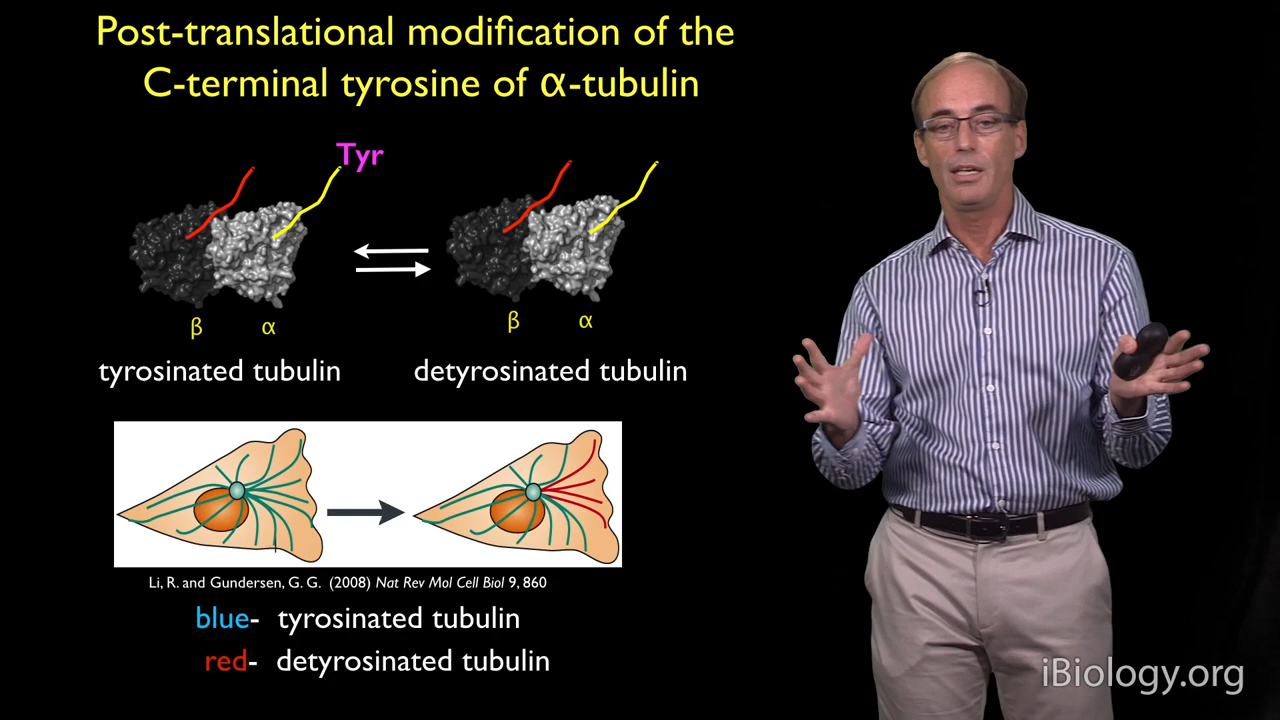 Post-translational modification of the
C-terminal tyrosine of α-tubulin
Tyr
β α
β α
tyrosinated tubulin
detyrosinated tubulin
Li, R. and Gundersen, G. G. (2008) Nat Rev Mol Cell Biol 9, 860
blue- tyrosinated tubulin
red- detyrosinated tubulin
iBiology.org